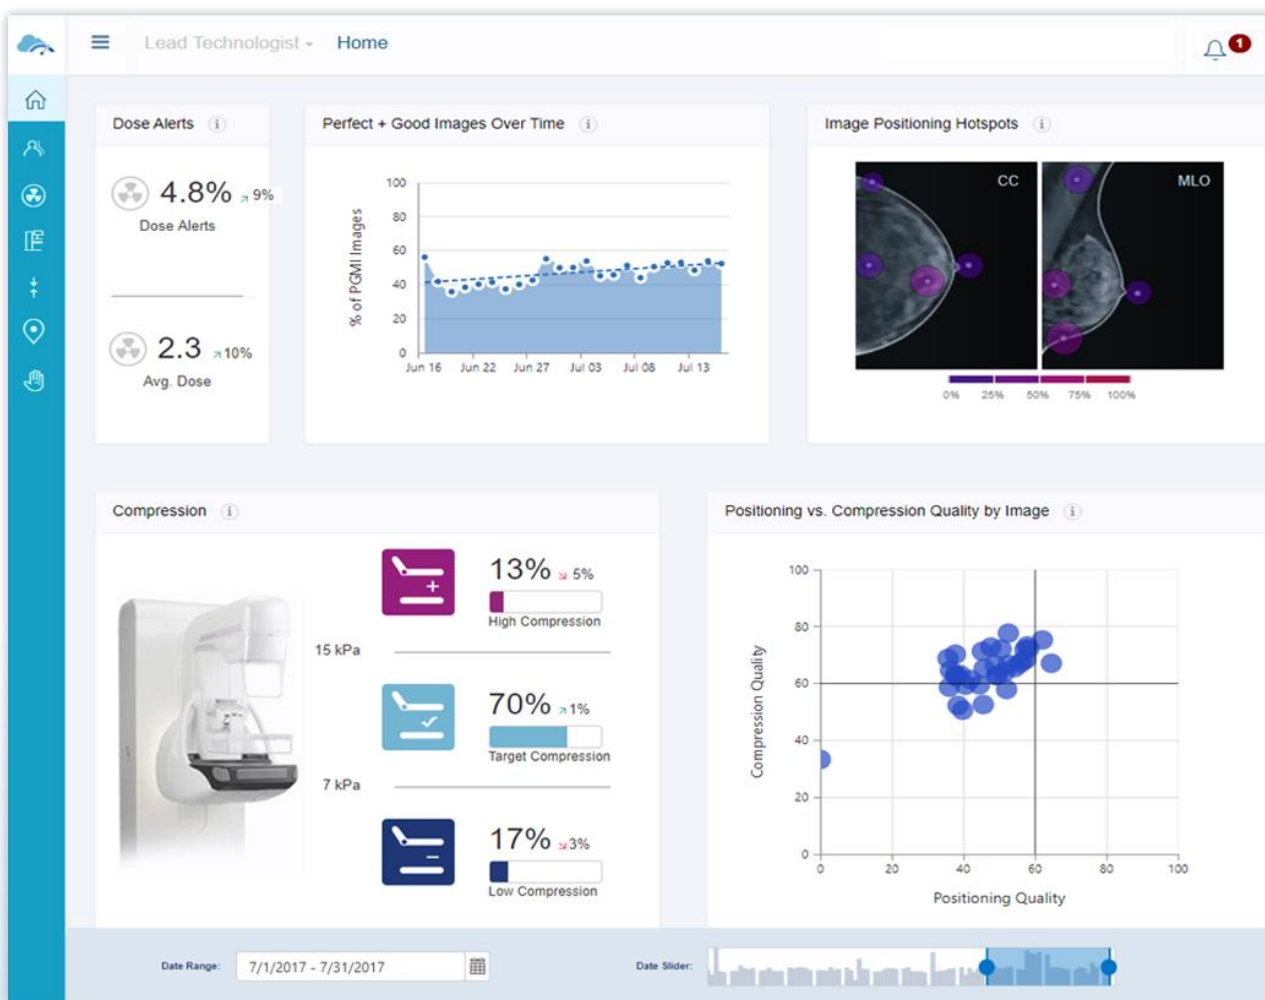 Lead Technologist
Home
1
Dose Alerts
4.8% 9%
Dose Alerts
2.3 10%
Avg. Dose
Perfect + Good Images Over Time
% of PGMI Images
100
80
60
40
20
0
Jun 16 Jun 22 Jun 27 Jul 03 Jul 08 Jul 13
Image Positioning Hotspots
CC
MLO
0% 25% 50% 75% 100%
Compression
15 kPa
7 kPa
13% 5%
High Compression
70% 1%
Target Compression
17% 3%
Low Compression
Positioning vs. Compression Quality by Image
Compression Quality
100
80
60
40
20
0
0 20 40 60 80 100
Positioning Quality
Date Range:
7/1/2017 - 7/31/2017
Date Slider: